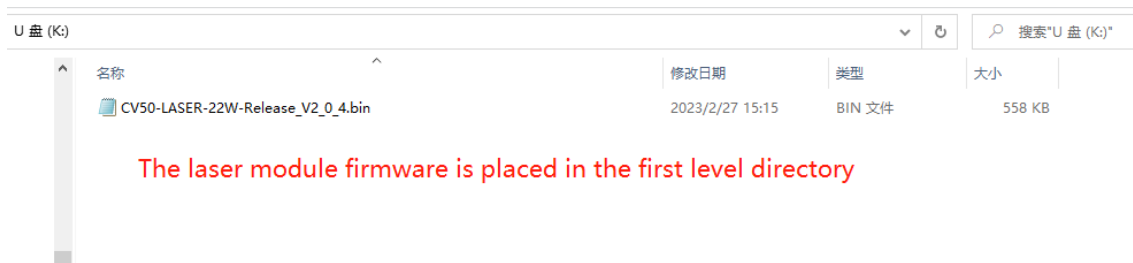 U 盘 (K:)
搜索"U 盘 (K:)"
名称 修改日期 类型 大小
CV50-LASER-22W-Release_V2_0_4.bin 2023/2/27 15:15 BIN 文件 558 KB
The laser module firmware is placed in the first level directory